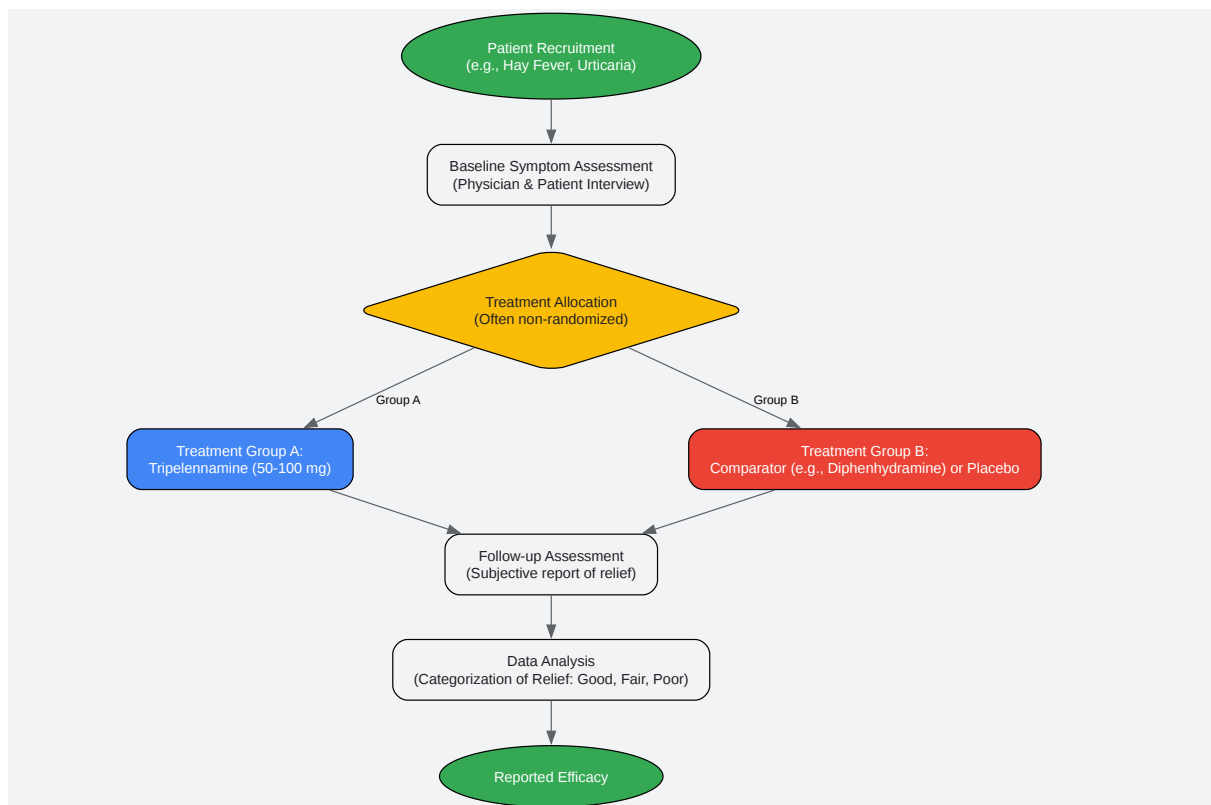 Patient Recruitment
(e.g., Hay Fever, Urticaria)
Baseline Symptom Assessment
(Physician & Patient Interview)
Treatment Allocation
(Often non-randomized)
Group A
Group B
Treatment Group A:
Tripelennamine (50-100 mg)
Treatment Group B:
Comparator (e.g., Diphenhydramine) or Placebo
Follow-up Assessment
(Subjective report of relief)
Data Analysis
(Categorization of Relief: Good, Fair, Poor)
Reported Efficacy